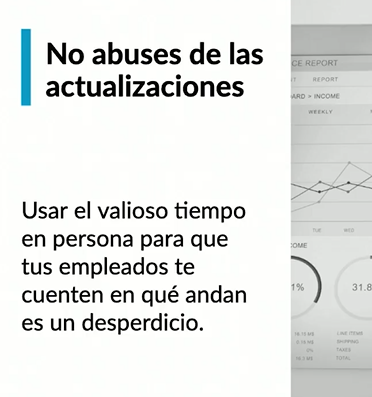 No abuses de las
actualizaciones
Usar el valioso tiempo
en persona para que
tus empleados te
cuenten en qué andan
es un desperdicio.
CE REPORT
REPORT
ARD > INCOME
WEEKLY
TUE WED
OME
1%
31.8
LINE ITEMS
SHIPPING
TAXES
TOTAL